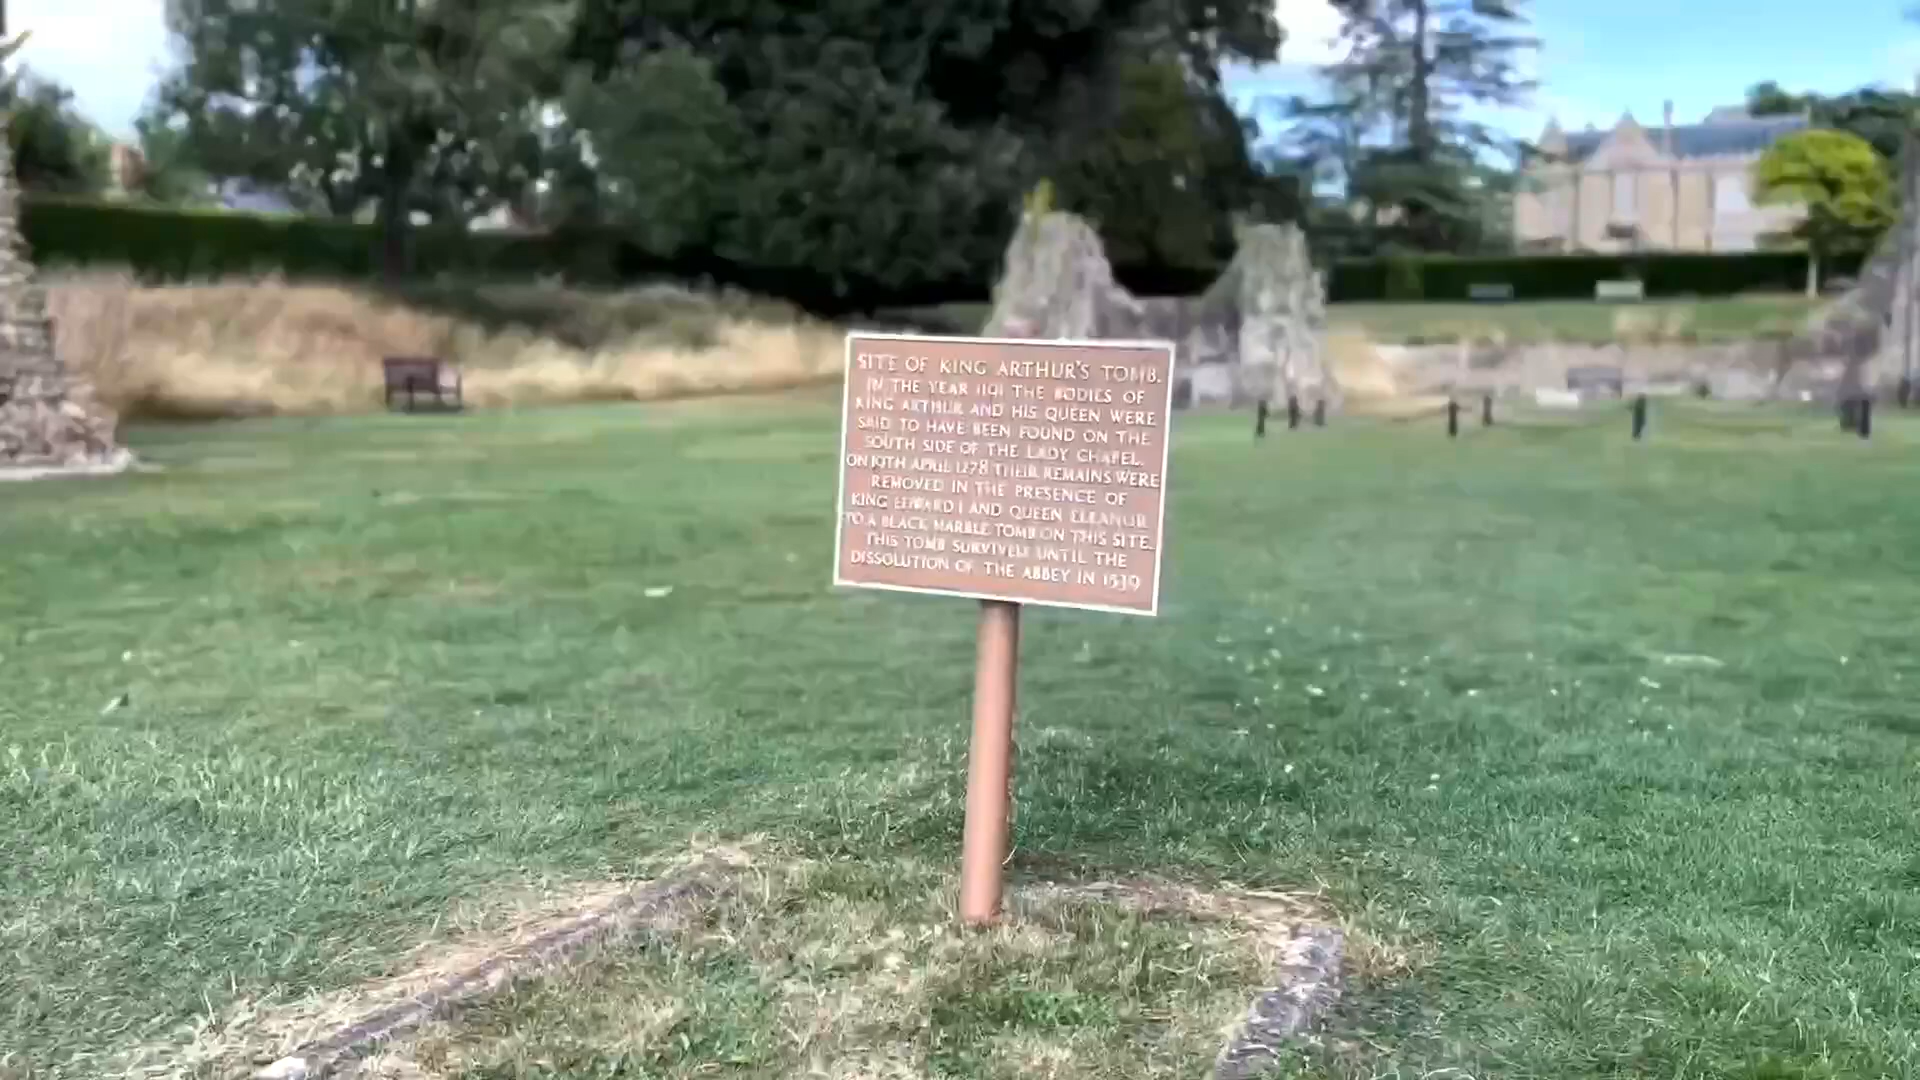 SITE OF KING ARTHUR'S TOMB.
IN THE YEAR 1191 THE BODIES OF
KING ARTHUR AND HIS QUEEN WERE
SAID TO HAVE BEEN FOUND ON THE
SOUTH SIDE OF THE LADY CHAPEL.
ON 19TH APRIL 1278 THEIR REMAINS WERE
REMOVED IN THE PRESENCE OF
KING EDWARD I AND QUEEN ELEANOR
TO A BLACK MARBLE TOMB ON THIS SITE.
THIS TOMB SURVIVED UNTIL THE
DISSOLUTION OF THE ABBEY IN 1539